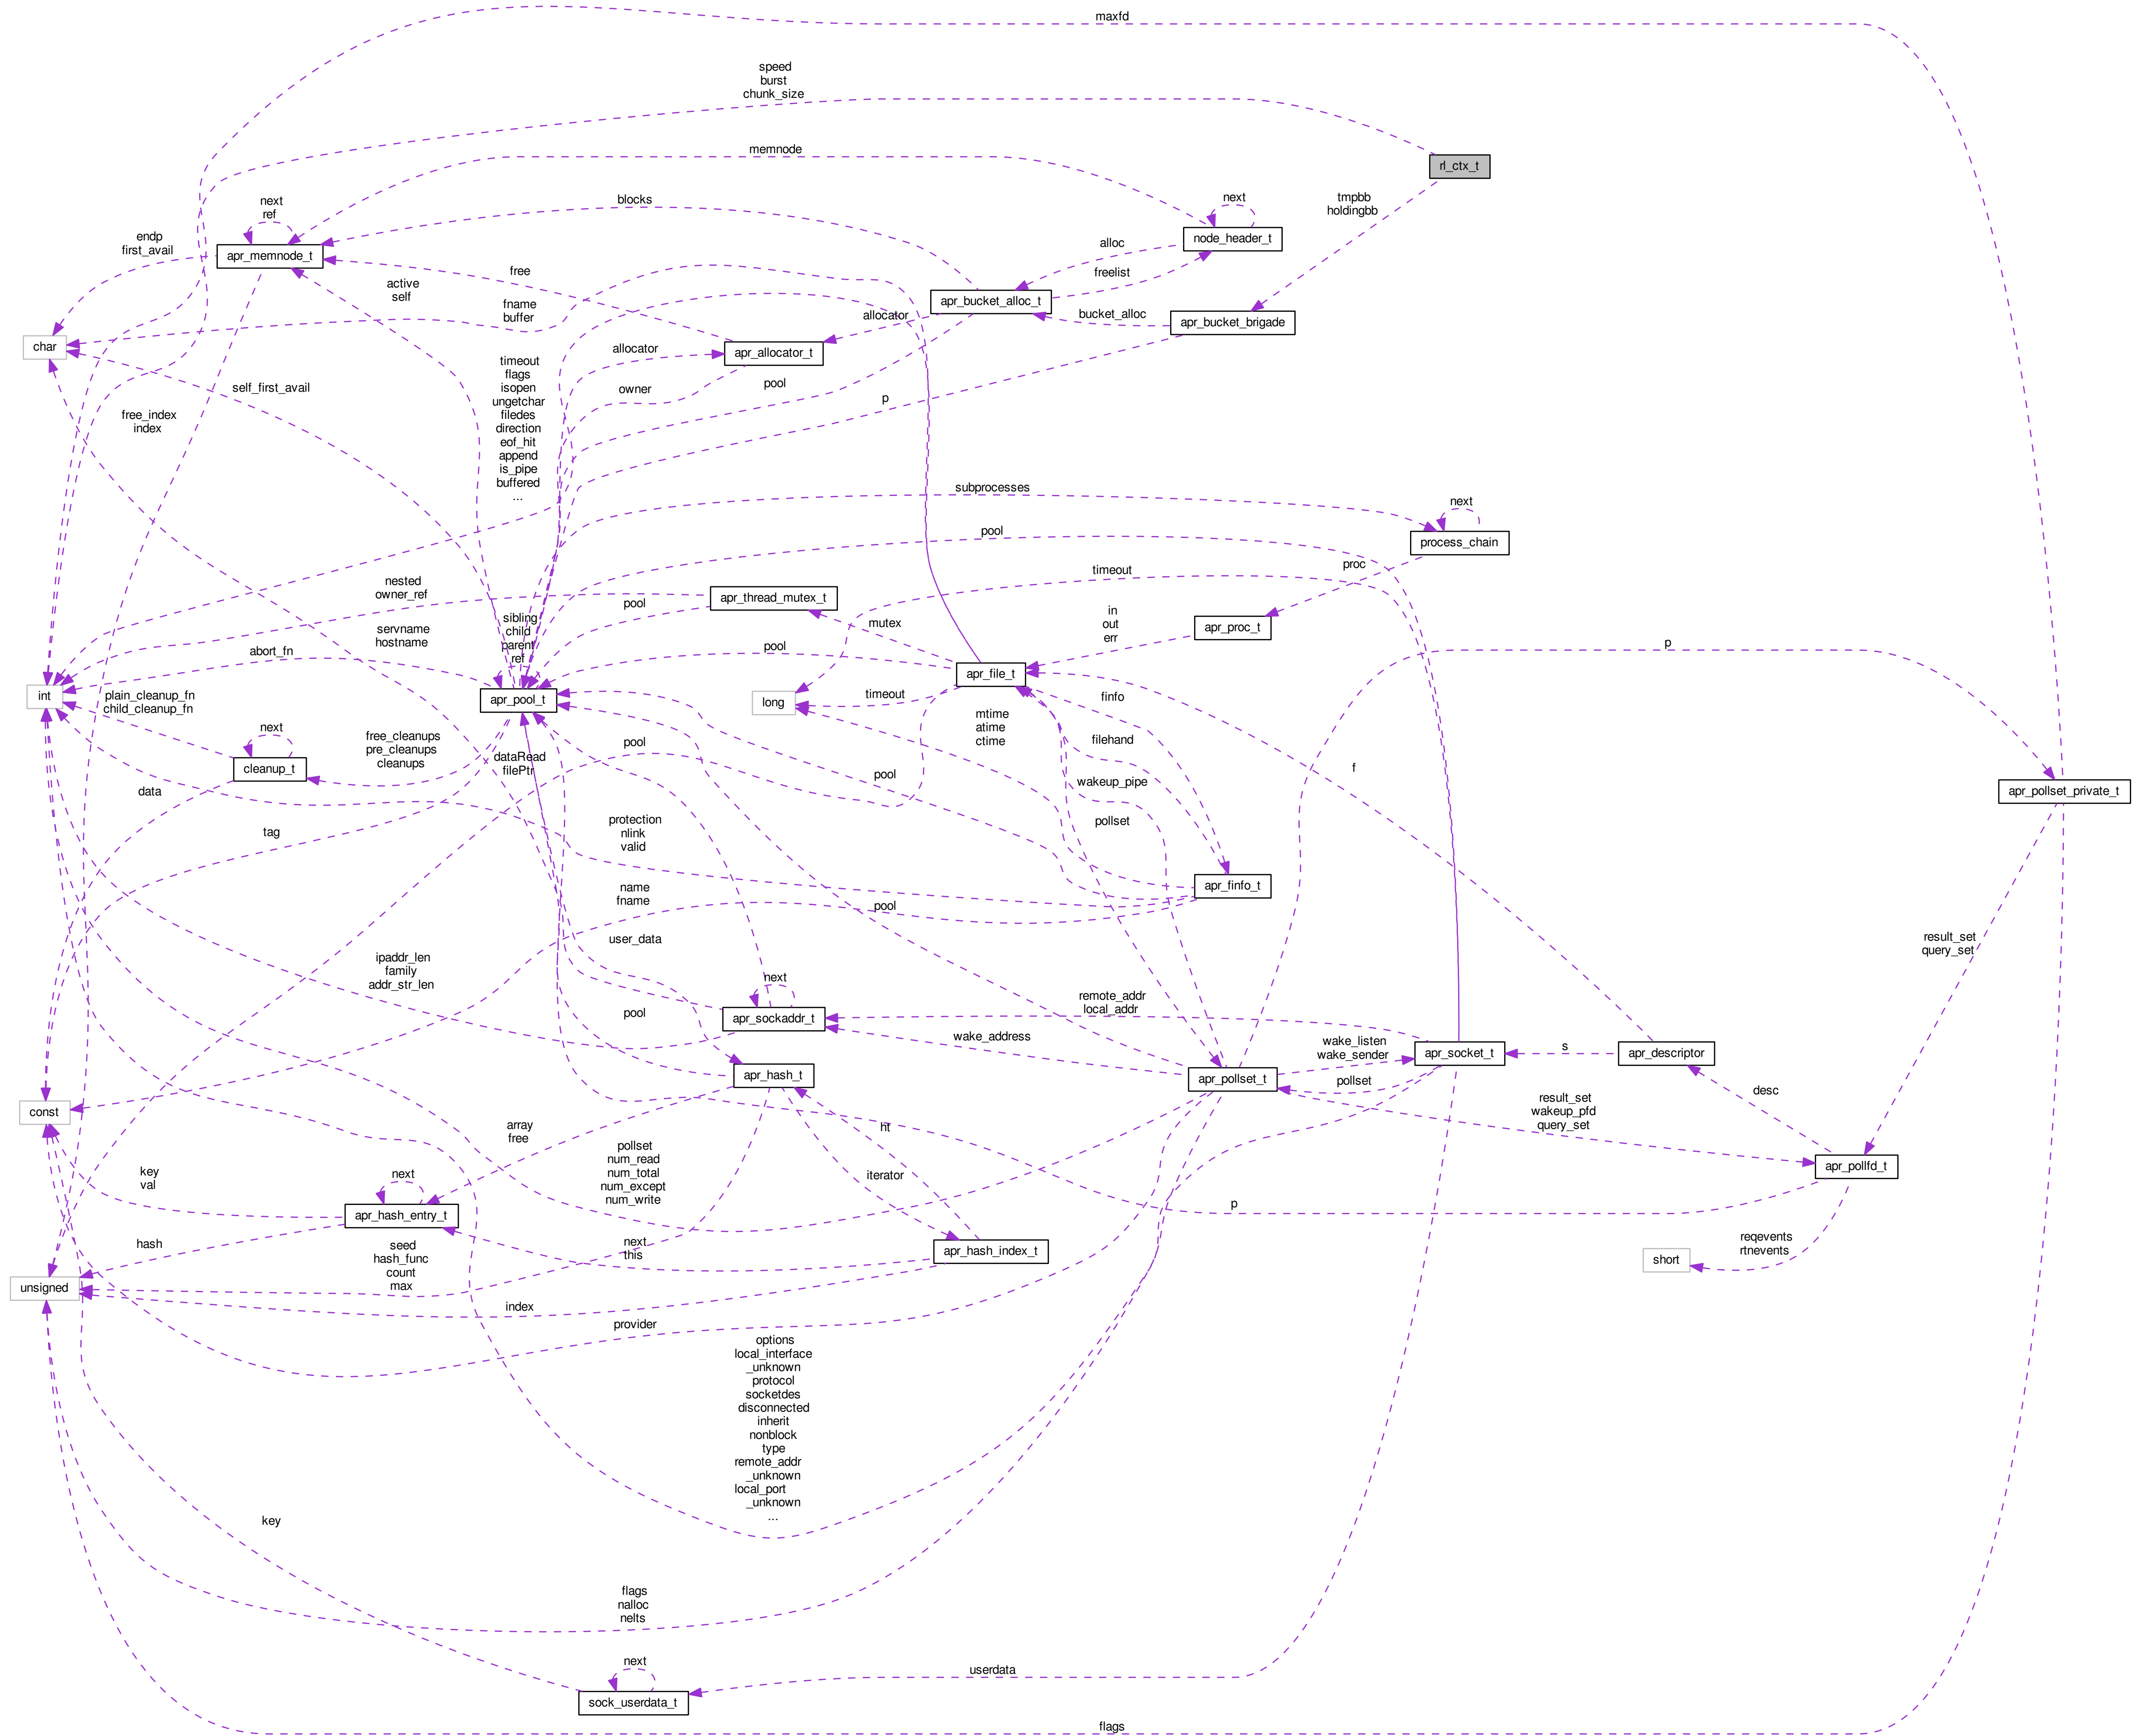 maxfd
speed
burst
chunk_size
memnode
rl_ctx_t
tmpbb
holdingbb
next
ref
blocks
next
endp
first_avail
apr_memnode_t
alloc
node_header_t
free
freelist
active
self
fname
buffer
apr_bucket_alloc_t
allocator
bucket_alloc
apr_bucket_brigade
char
allocator
apr_allocator_t
timeout
flags
isopen
ungetchar
filedes
direction
eof_hit
append
is_pipe
buffered
...
self_first_avail
owner
pool
p
free_index
index
subprocesses
next
pool
process_chain
timeout
proc
nested
owner_ref
apr_thread_mutex_t
pool
in
out
err
sibling
child
parent
ref
servname
hostname
mutex
apr_proc_t
abort_fn
pool
p
apr_file_t
int
plain_cleanup_fn
child_cleanup_fn
apr_pool_t
long
timeout
finfo
next
free_cleanups
pre_cleanups
cleanups
mtime
atime
ctime
filehand
pool
cleanup_t
dataRead
filePtr
pool
wakeup_pipe
f
data
apr_pollset_private_t
tag
protection
nlink
valid
pollset
name
fname
apr_finfo_t
pool
user_data
result_set
query_set
ipaddr_len
family
addr_str_len
next
remote_addr
local_addr
pool
apr_sockaddr_t
wake_address
wake_listen
wake_sender
apr_socket_t
s
apr_descriptor
apr_hash_t
apr_pollset_t
pollset
desc
const
result_set
wakeup_pfd
query_set
array
free
ht
key
val
next
pollset
num_read
num_total
num_except
num_write
iterator
apr_pollfd_t
apr_hash_entry_t
p
hash
seed
hash_func
count
max
next
this
apr_hash_index_t
reqevents
rtnevents
short
unsigned
index
provider
options
local_interface
_unknown
protocol
socketdes
disconnected
inherit
nonblock
type
remote_addr
_unknown
local_port
_unknown
...
key
flags
nalloc
nelts
next
userdata
sock_userdata_t
flags